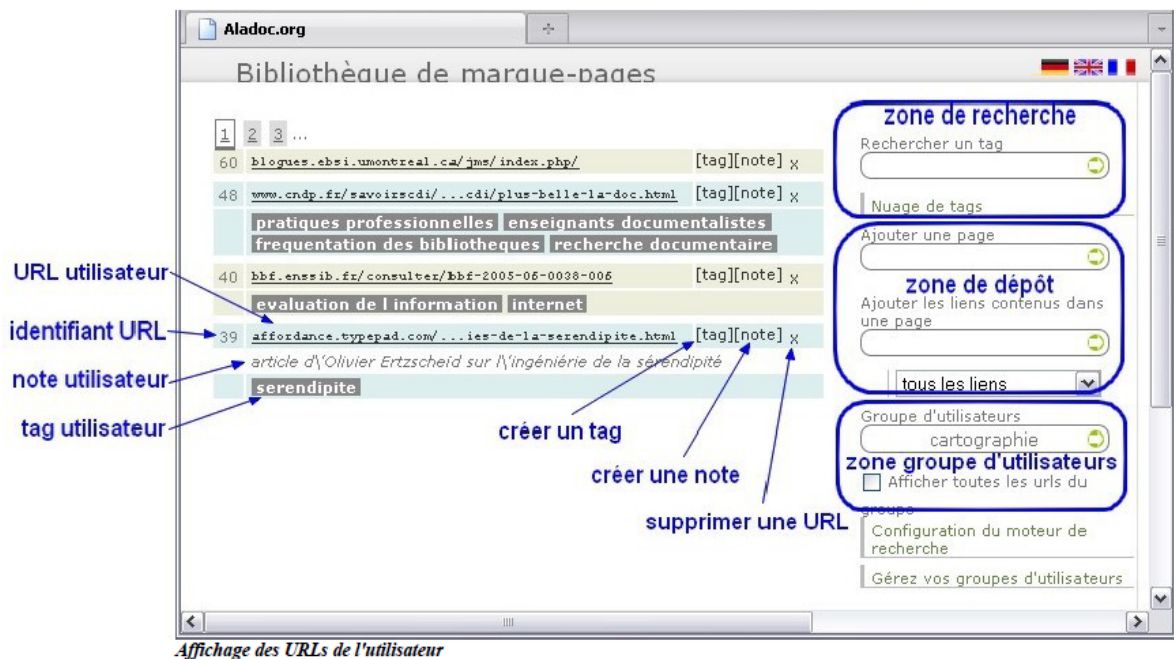 Aladoc.org
Bibliothèque de marque-pages
1 2 3 ...
60 blogues.ebsi.umontreal.ca/jms/index.php/ [tag][note] x
48 www.cndp.fr/savoirscdi/...cdi/plus-belle-la-doc.html [tag][note] x
pratiques professionnelles enseignants documentalistes
frequentation des bibliotheques recherche documentaire
40 bbf.enssib.fr/consulter/bbf-2005-05-0038-006 [tag][note] x
evaluation de l information internet
39 affordance.typepad.com/...ies-de-la-serendipite.html [tag][note] x
article d\'Olivier Ertzscheid sur l\'ingéniérie de la sérendipité
serendipite
URL utilisateur
identifiant URL
note utilisateur
tag utilisateur
créer un tag
créer une note
supprimer une URL
zone de recherche
Rechercher un tag
Nuage de tags
Ajouter une page
zone de dépôt
Ajouter les liens contenus dans
une page
tous les liens
Groupe d'utilisateurs
cartographie
zone groupe d'utilisateurs
Afficher toutes les urls du
groupe
Configuration du moteur de
recherche
Gérez vos groupes d'utilisateurs
Affichage des URLs de l'utilisateur